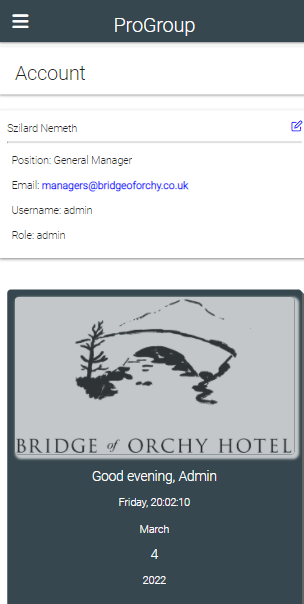 ProGroup
Account
Szilard Nemeth
Position: General Manager
Email: managers@bridgeoforchy.co.uk
Username: admin
Role: admin
BRIDGE of ORCHY HOTEL
Good evening, Admin
Friday, 20:02:10
March
4
2022